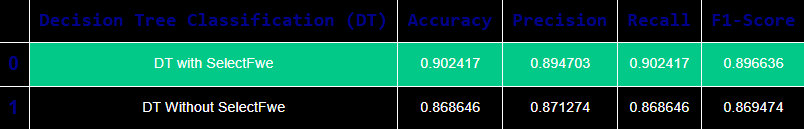 Decision Tree Classification (DT) Accuracy Precision Recall F1-Score
0 DT with SelectFwe 0.902417 0.894703 0.902417 0.896636
1 DT Without SelectFwe 0.868646 0.871274 0.868646 0.869474